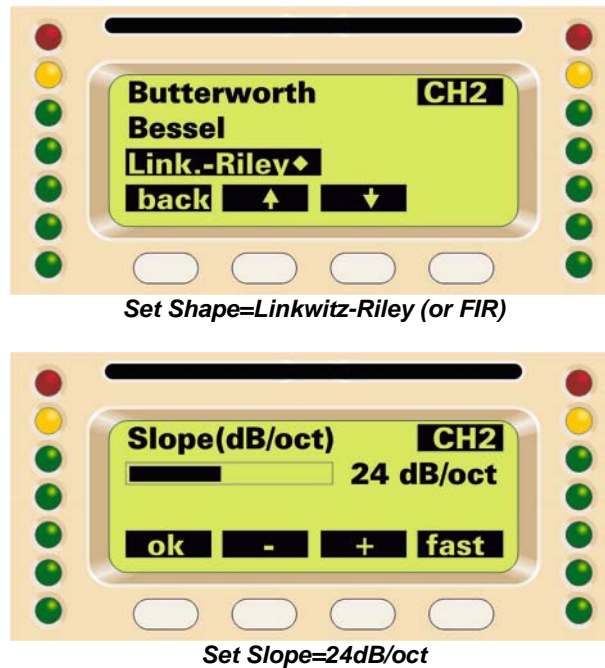 Butterworth CH2
Bessel
Link.-Riley◆
back ↑ ↓
Set Shape=Linkwitz-Riley (or FIR)
Slope(dB/oct) CH2
24 dB/oct
ok - + fast
Set Slope=24dB/oct